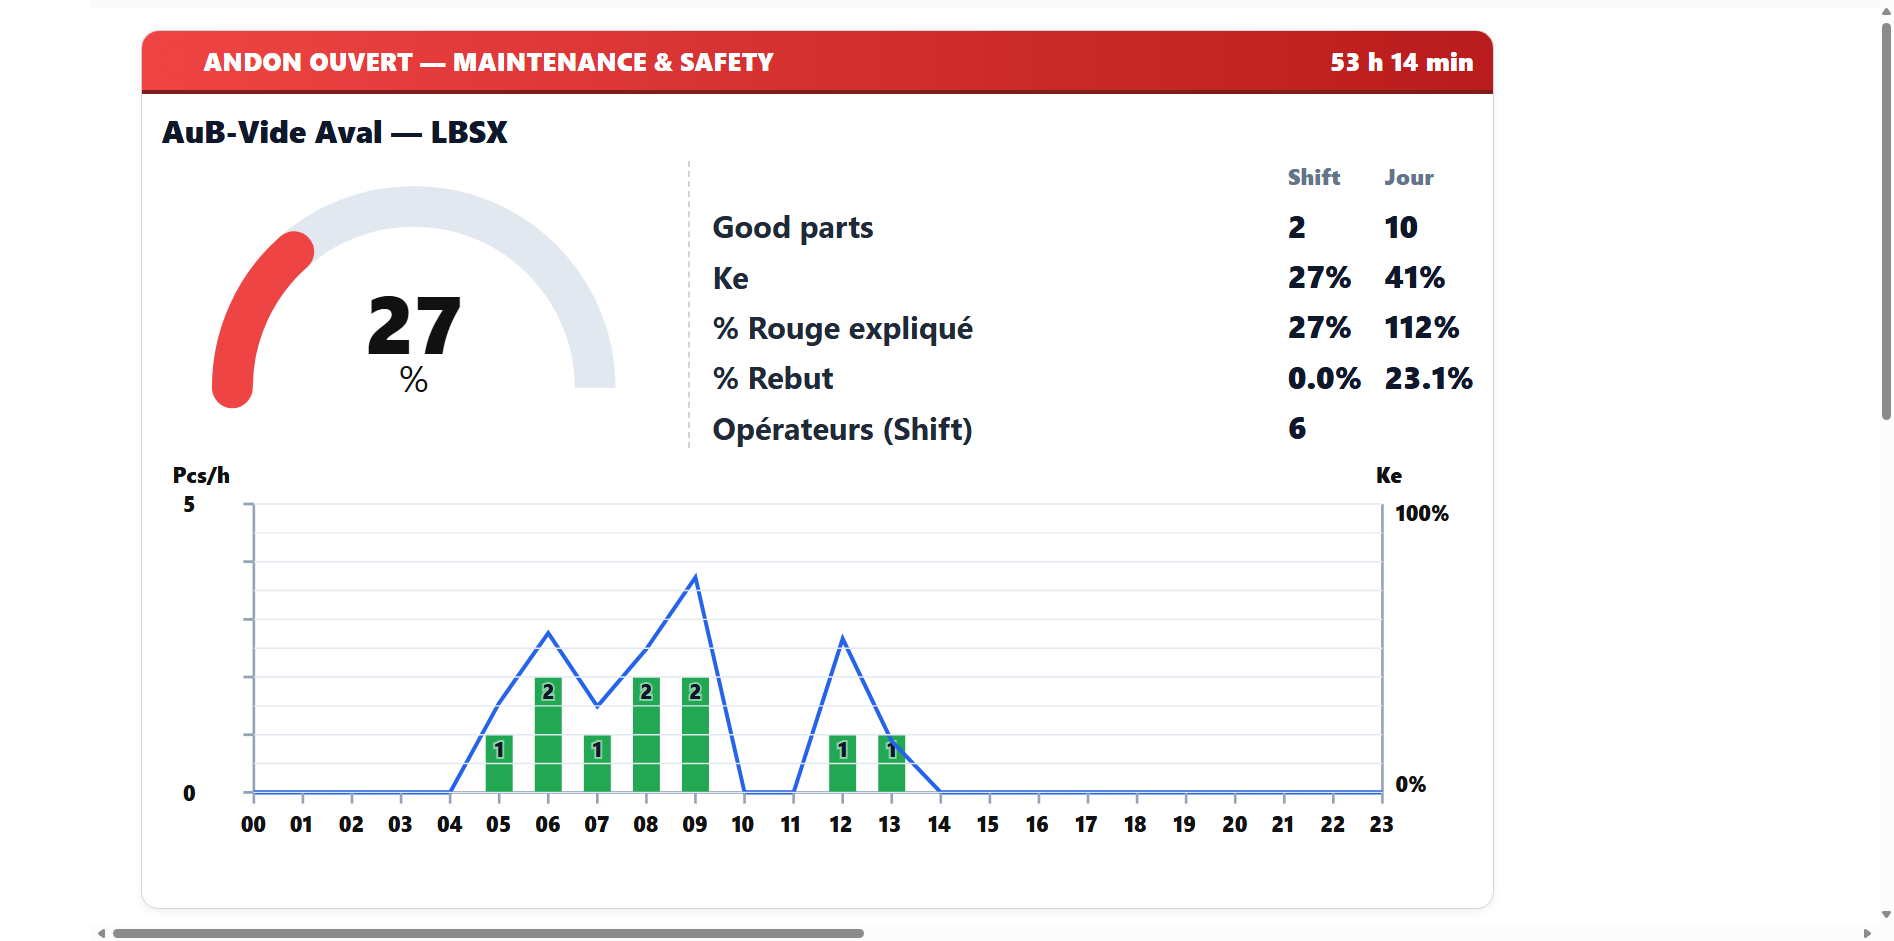 ANDON OUVERT — MAINTENANCE & SAFETY 53 h 14 min
AuB-Vide Aval — LBSX
27
%
Shift Jour
Good parts 2 10
Ke 27% 41%
% Rouge expliqué 27% 112%
% Rebut 0.0% 23.1%
Opérateurs (Shift) 6
Pcs/h Ke
5 100%
2 2 2
1 1 1 1
0 0%
00 01 02 03 04 05 06 07 08 09 10 11 12 13 14 15 16 17 18 19 20 21 22 23